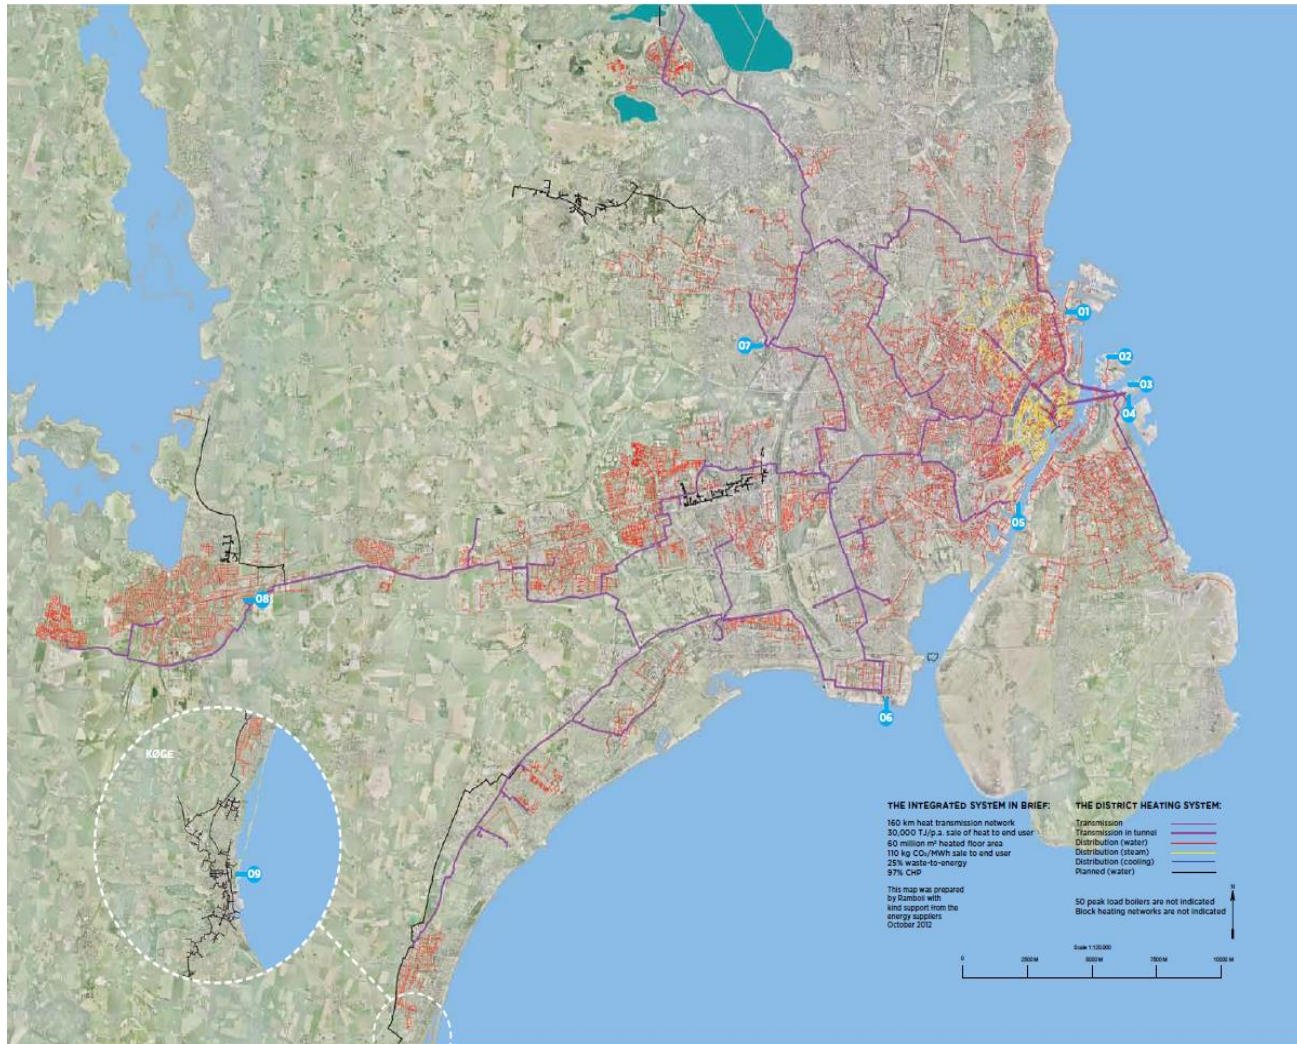 01
02
03
07
04
05
08
06
KØGE
09
THE INTEGRATED SYSTEM IN BRIEF:
160 km heat transmission network
30,000 TJ/p.a. sale of heat to end user
60 million m² heated floor area
110 kg CO₂/MWh sale to end user
25% waste-to-energy
97% CHP
This map was prepared
by Ramboll with
kind support from the
energy suppliers
October 2012
THE DISTRICT HEATING SYSTEM:
Transmission
Transmission in tunnel
Distribution (water)
Distribution (steam)
Distribution (cooling)
Planned (water)
50 peak load boilers are not indicated
Block heating networks are not indicated
N
Scale 1:120.000
0 2500 M 5000 M 7500 M 10000 M